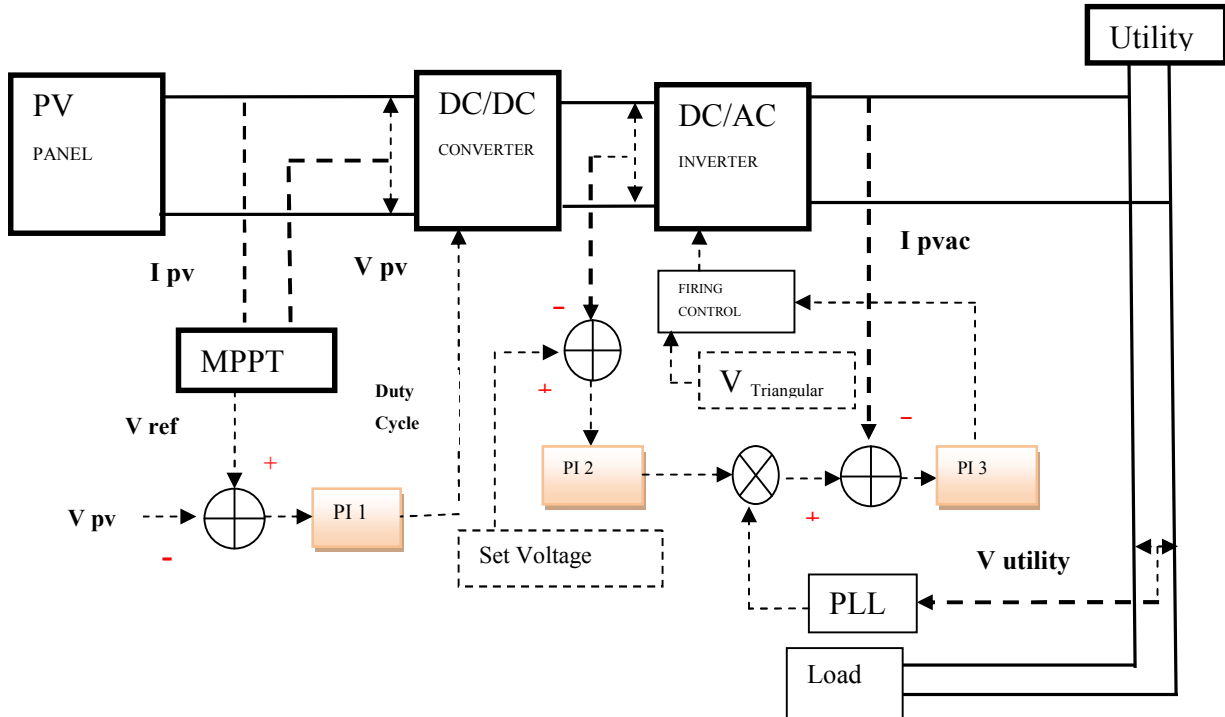 Utility
PV
PANEL
DC/DC
CONVERTER
DC/AC
INVERTER
I pv
V pv
I pvac
FIRING
CONTROL
MPPT
V Triangular
Duty
Cycle
V ref
+
+
-
-
PI 1
PI 2
PI 3
V pv
-
+
Set Voltage
V utility
PLL
Load